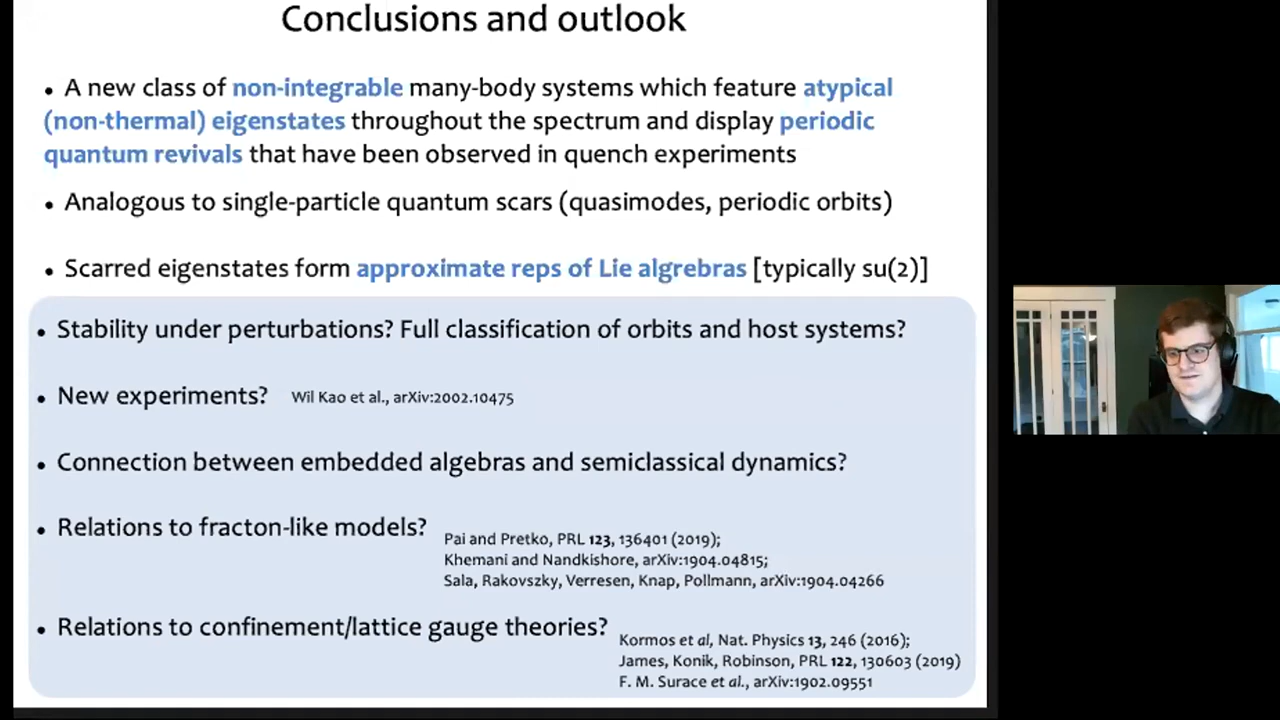 Conclusions and outlook
• A new class of non-integrable many-body systems which feature atypical
(non-thermal) eigenstates throughout the spectrum and display periodic
quantum revivals that have been observed in quench experiments
• Analogous to single-particle quantum scars (quasimodes, periodic orbits)
• Scarred eigenstates form approximate reps of Lie algrebras [typically su(2)]
• Stability under perturbations? Full classification of orbits and host systems?
• New experiments? Wil Kao et al., arXiv:2002.10475
• Connection between embedded algebras and semiclassical dynamics?
• Relations to fracton-like models?
Pai and Pretko, PRL 123, 136401 (2019);
Khemani and Nandkishore, arXiv:1904.04815;
Sala, Rakovszky, Verresen, Knap, Pollmann, arXiv:1904.04266
• Relations to confinement/lattice gauge theories?
Kormos et al, Nat. Physics 13, 246 (2016);
James, Konik, Robinson, PRL 122, 130603 (2019)
F. M. Surace et al., arXiv:1902.09551